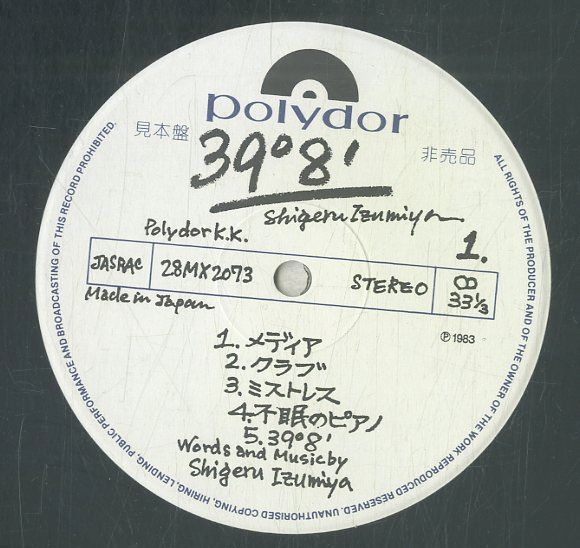 polydor
見本盤
非売品
39°8'
Shigeru Izumiya
Polydor K.K.
1.
JASRAC
28MX2073
STEREO
∞
33 1/3
Made in Japan
Ⓟ1983
1. メディア
2. クラブ
3. ミストレス
4. 不眠のピアノ
5. 39°8'
Words and Music by
Shigeru Izumiya
ALL RIGHTS OF THE PRODUCER AND OF THE OWNER OF THE WORK REPRODUCED RESERVED. UNAUTHORISED COPYING, HIRING, LENDING, PUBLIC PERFORMANCE AND BROADCASTING OF THIS RECORD PROHIBITED.